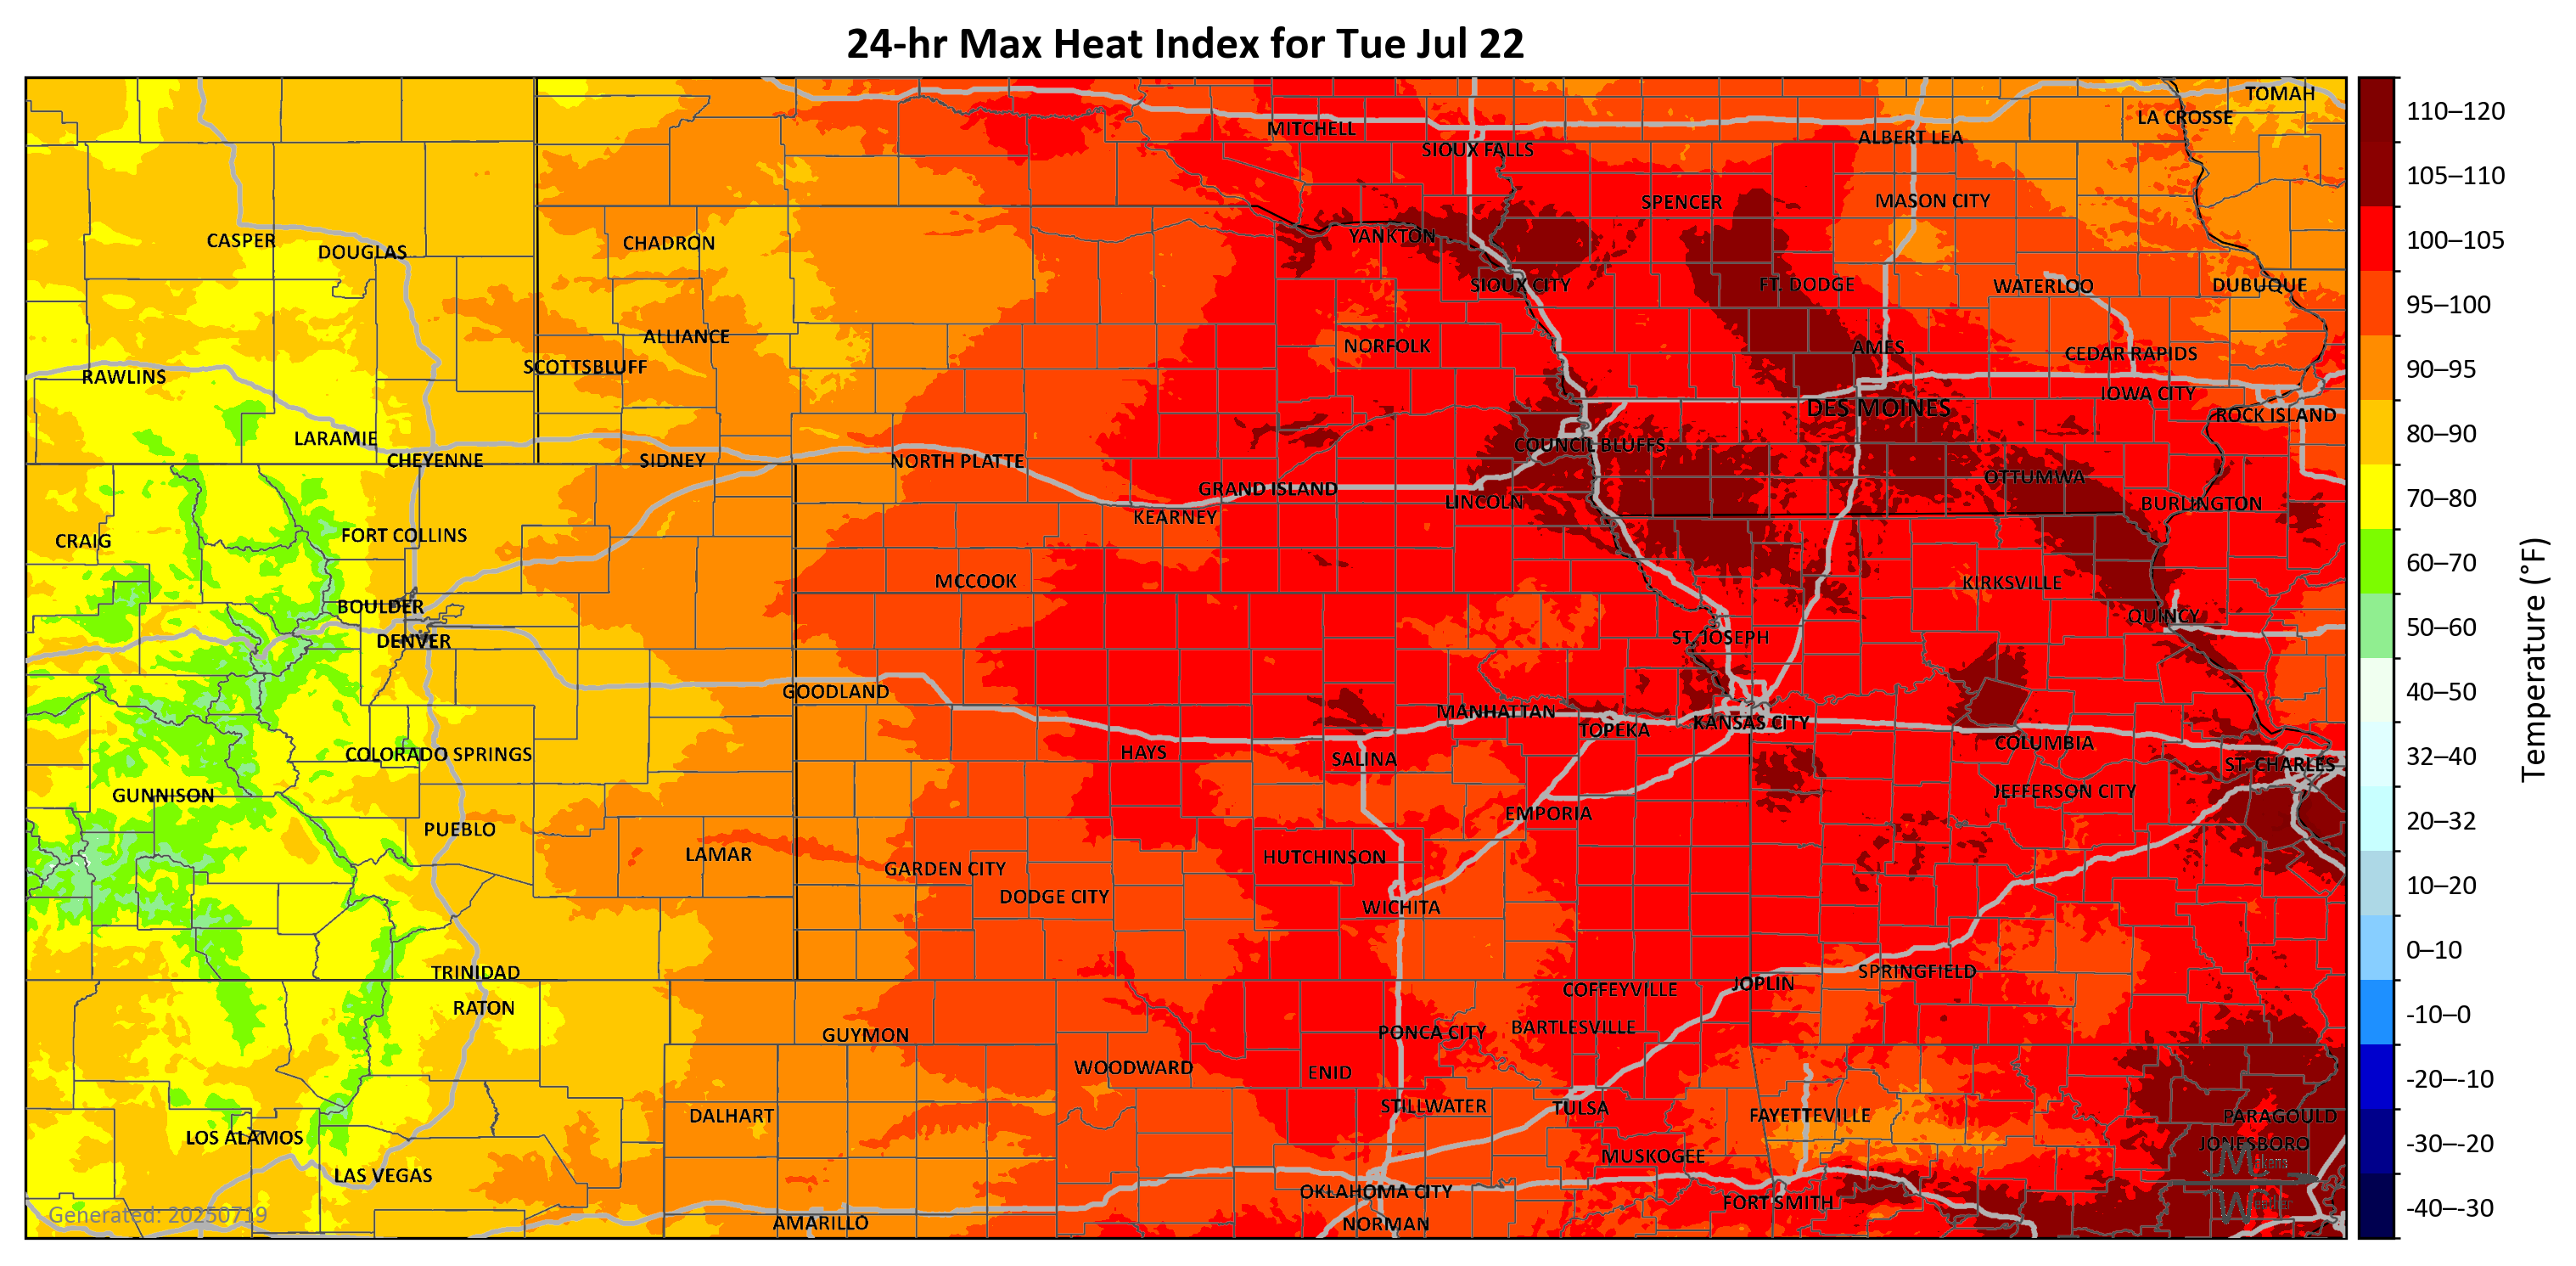 24-hr Max Heat Index for Tue Jul 22
TOMAH
LA CROSSE
MITCHELL
ALBERT LEA
SIOUX FALLS
SPENCER
MASON CITY
CASPER
DOUGLAS
CHADRON
YANKTON
SIOUX CITY
FT. DODGE
WATERLOO
DUBUQUE
ALLIANCE
NORFOLK
AMES
CEDAR RAPIDS
SCOTTSBLUFF
RAWLINS
IOWA CITY
DES MOINES
ROCK ISLAND
LARAMIE
COUNCIL BLUFFS
CHEYENNE
SIDNEY
NORTH PLATTE
OTTUMWA
GRAND ISLAND
LINCOLN
BURLINGTON
KEARNEY
CRAIG
FORT COLLINS
MCCOOK
KIRKSVILLE
BOULDER
QUINCY
DENVER
ST. JOSEPH
GOODLAND
MANHATTAN
TOPEKA
KANSAS CITY
COLUMBIA
COLORADO SPRINGS
HAYS
SALINA
ST. CHARLES
GUNNISON
JEFFERSON CITY
EMPORIA
PUEBLO
LAMAR
GARDEN CITY
HUTCHINSON
DODGE CITY
WICHITA
TRINIDAD
SPRINGFIELD
JOPLIN
COFFEYVILLE
RATON
GUYMON
PONCA CITY
BARTLESVILLE
WOODWARD
ENID
DALHART
STILLWATER
TULSA
FAYETTEVILLE
PARAGOULD
LOS ALAMOS
JONESBORO
MUSKOGEE
LAS VEGAS
OKLAHOMA CITY
FORT SMITH
AMARILLO
NORMAN
Generated: 20250719
110–120
105–110
100–105
95–100
90–95
80–90
70–80
60–70
50–60
40–50
32–40
20–32
10–20
0–10
-10–0
-20–-10
-30–-20
-40–-30
Temperature (°F)